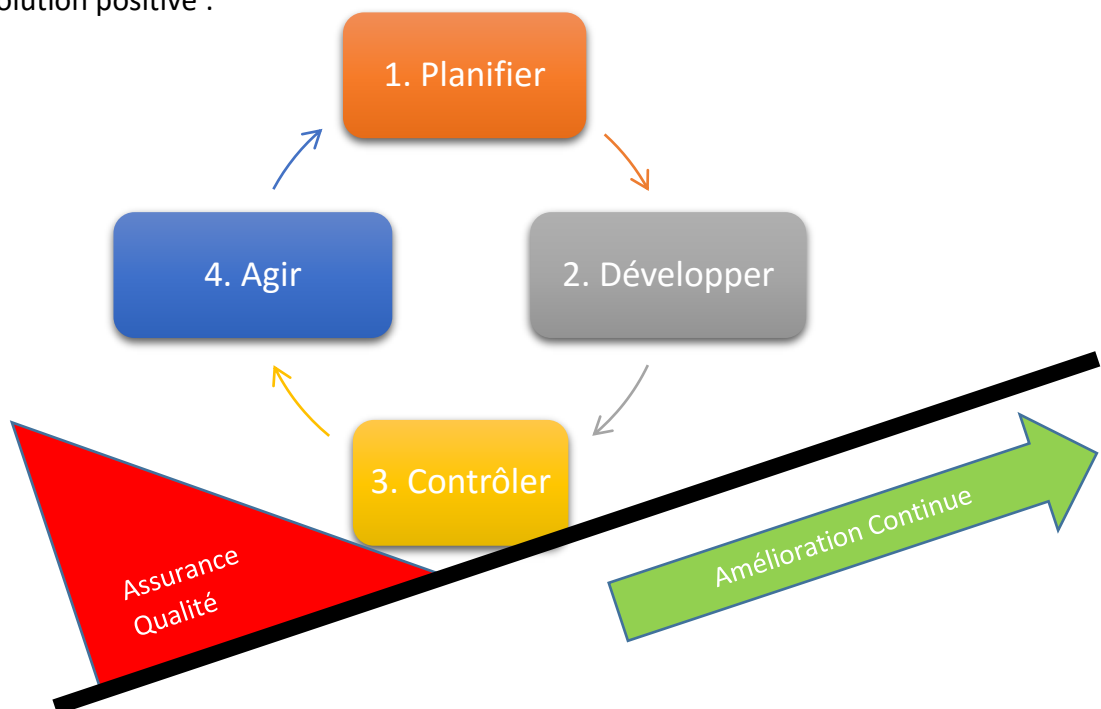 olution positive :
1. Planifier
4. Agir
2. Développer
3. Contrôler
Assurance
Qualité
Amélioration Continue